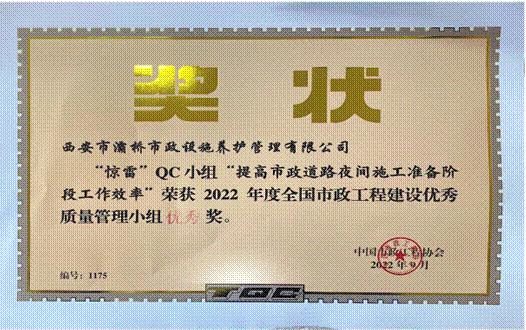 奖状
西安市灞桥市政设施养护管理有限公司
“惊雷”QC小组“提高市政道路夜间施工准备阶
段工作效率”荣获 2022 年度全国市政工程建设优秀
质量管理小组优秀奖。
中国市政工程协会
2022年9月
编号：1175
TQC